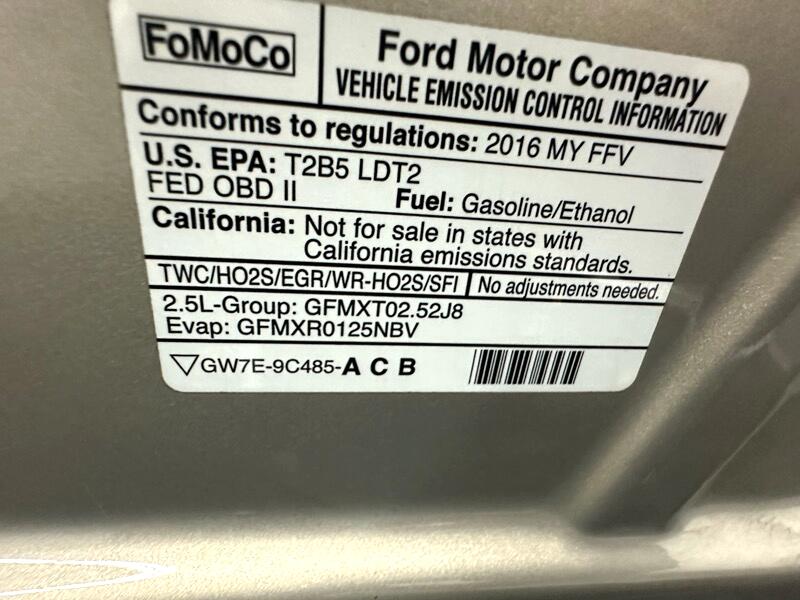 FoMoCo
Ford Motor Company
VEHICLE EMISSION CONTROL INFORMATION
Conforms to regulations: 2016 MY FFV
U.S. EPA: T2B5 LDT2
FED OBD II Fuel: Gasoline/Ethanol
California: Not for sale in states with
California emissions standards.
TWC/HO2S/EGR/WR-HO2S/SFI No adjustments needed.
2.5L-Group: GFMXT02.52J8
Evap: GFMXR0125NBV
GW7E-9C485-A C B